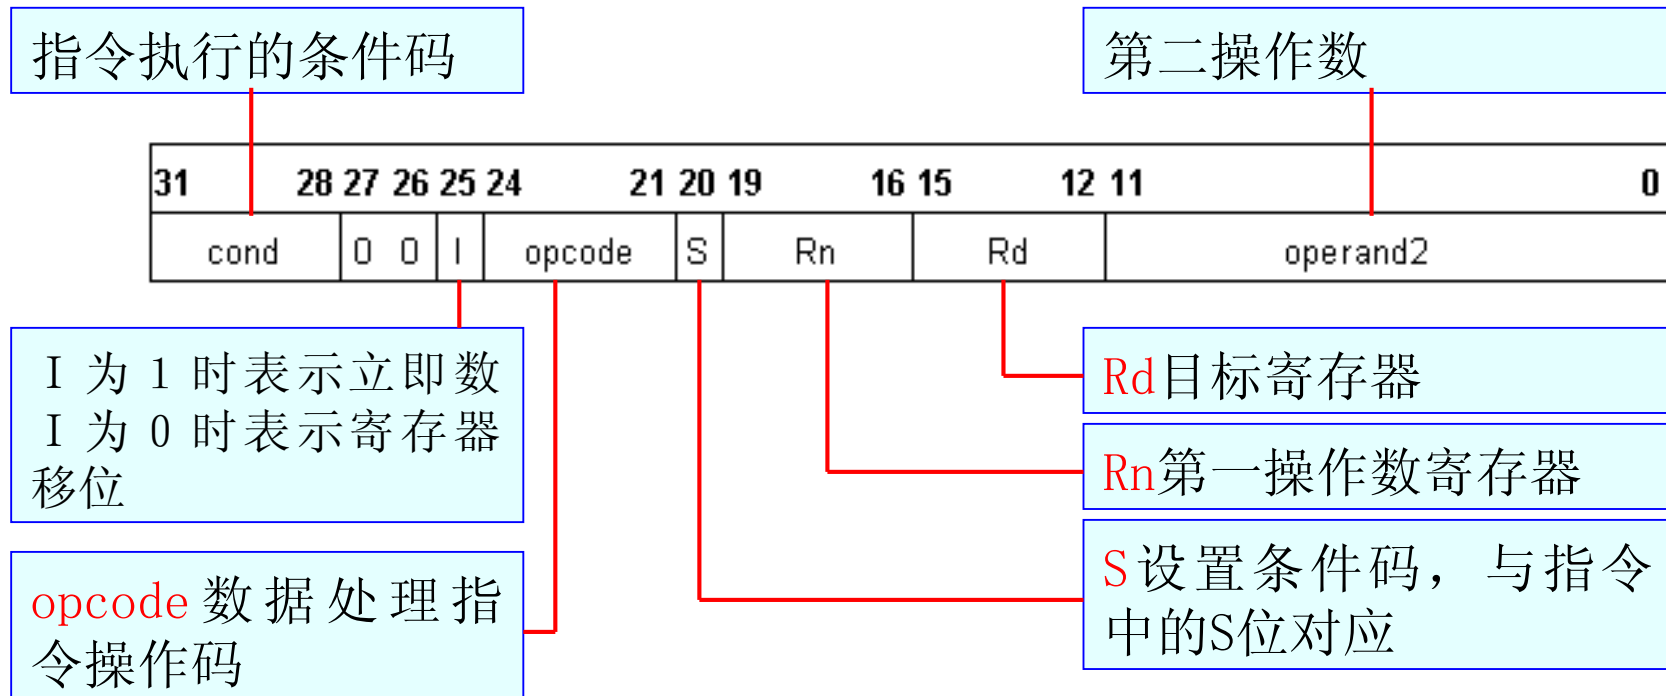 指令执行的条件码
第二操作数
31 28 27 26 25 24 21 20 19 16 15 12 11 0
cond 0 0 I opcode S Rn Rd operand2
I 为 1 时表示立即数
I 为 0 时表示寄存器
移位
Rd目标寄存器
Rn第一操作数寄存器
S设置条件码，与指令
中的S位对应
opcode数据处理指
令操作码